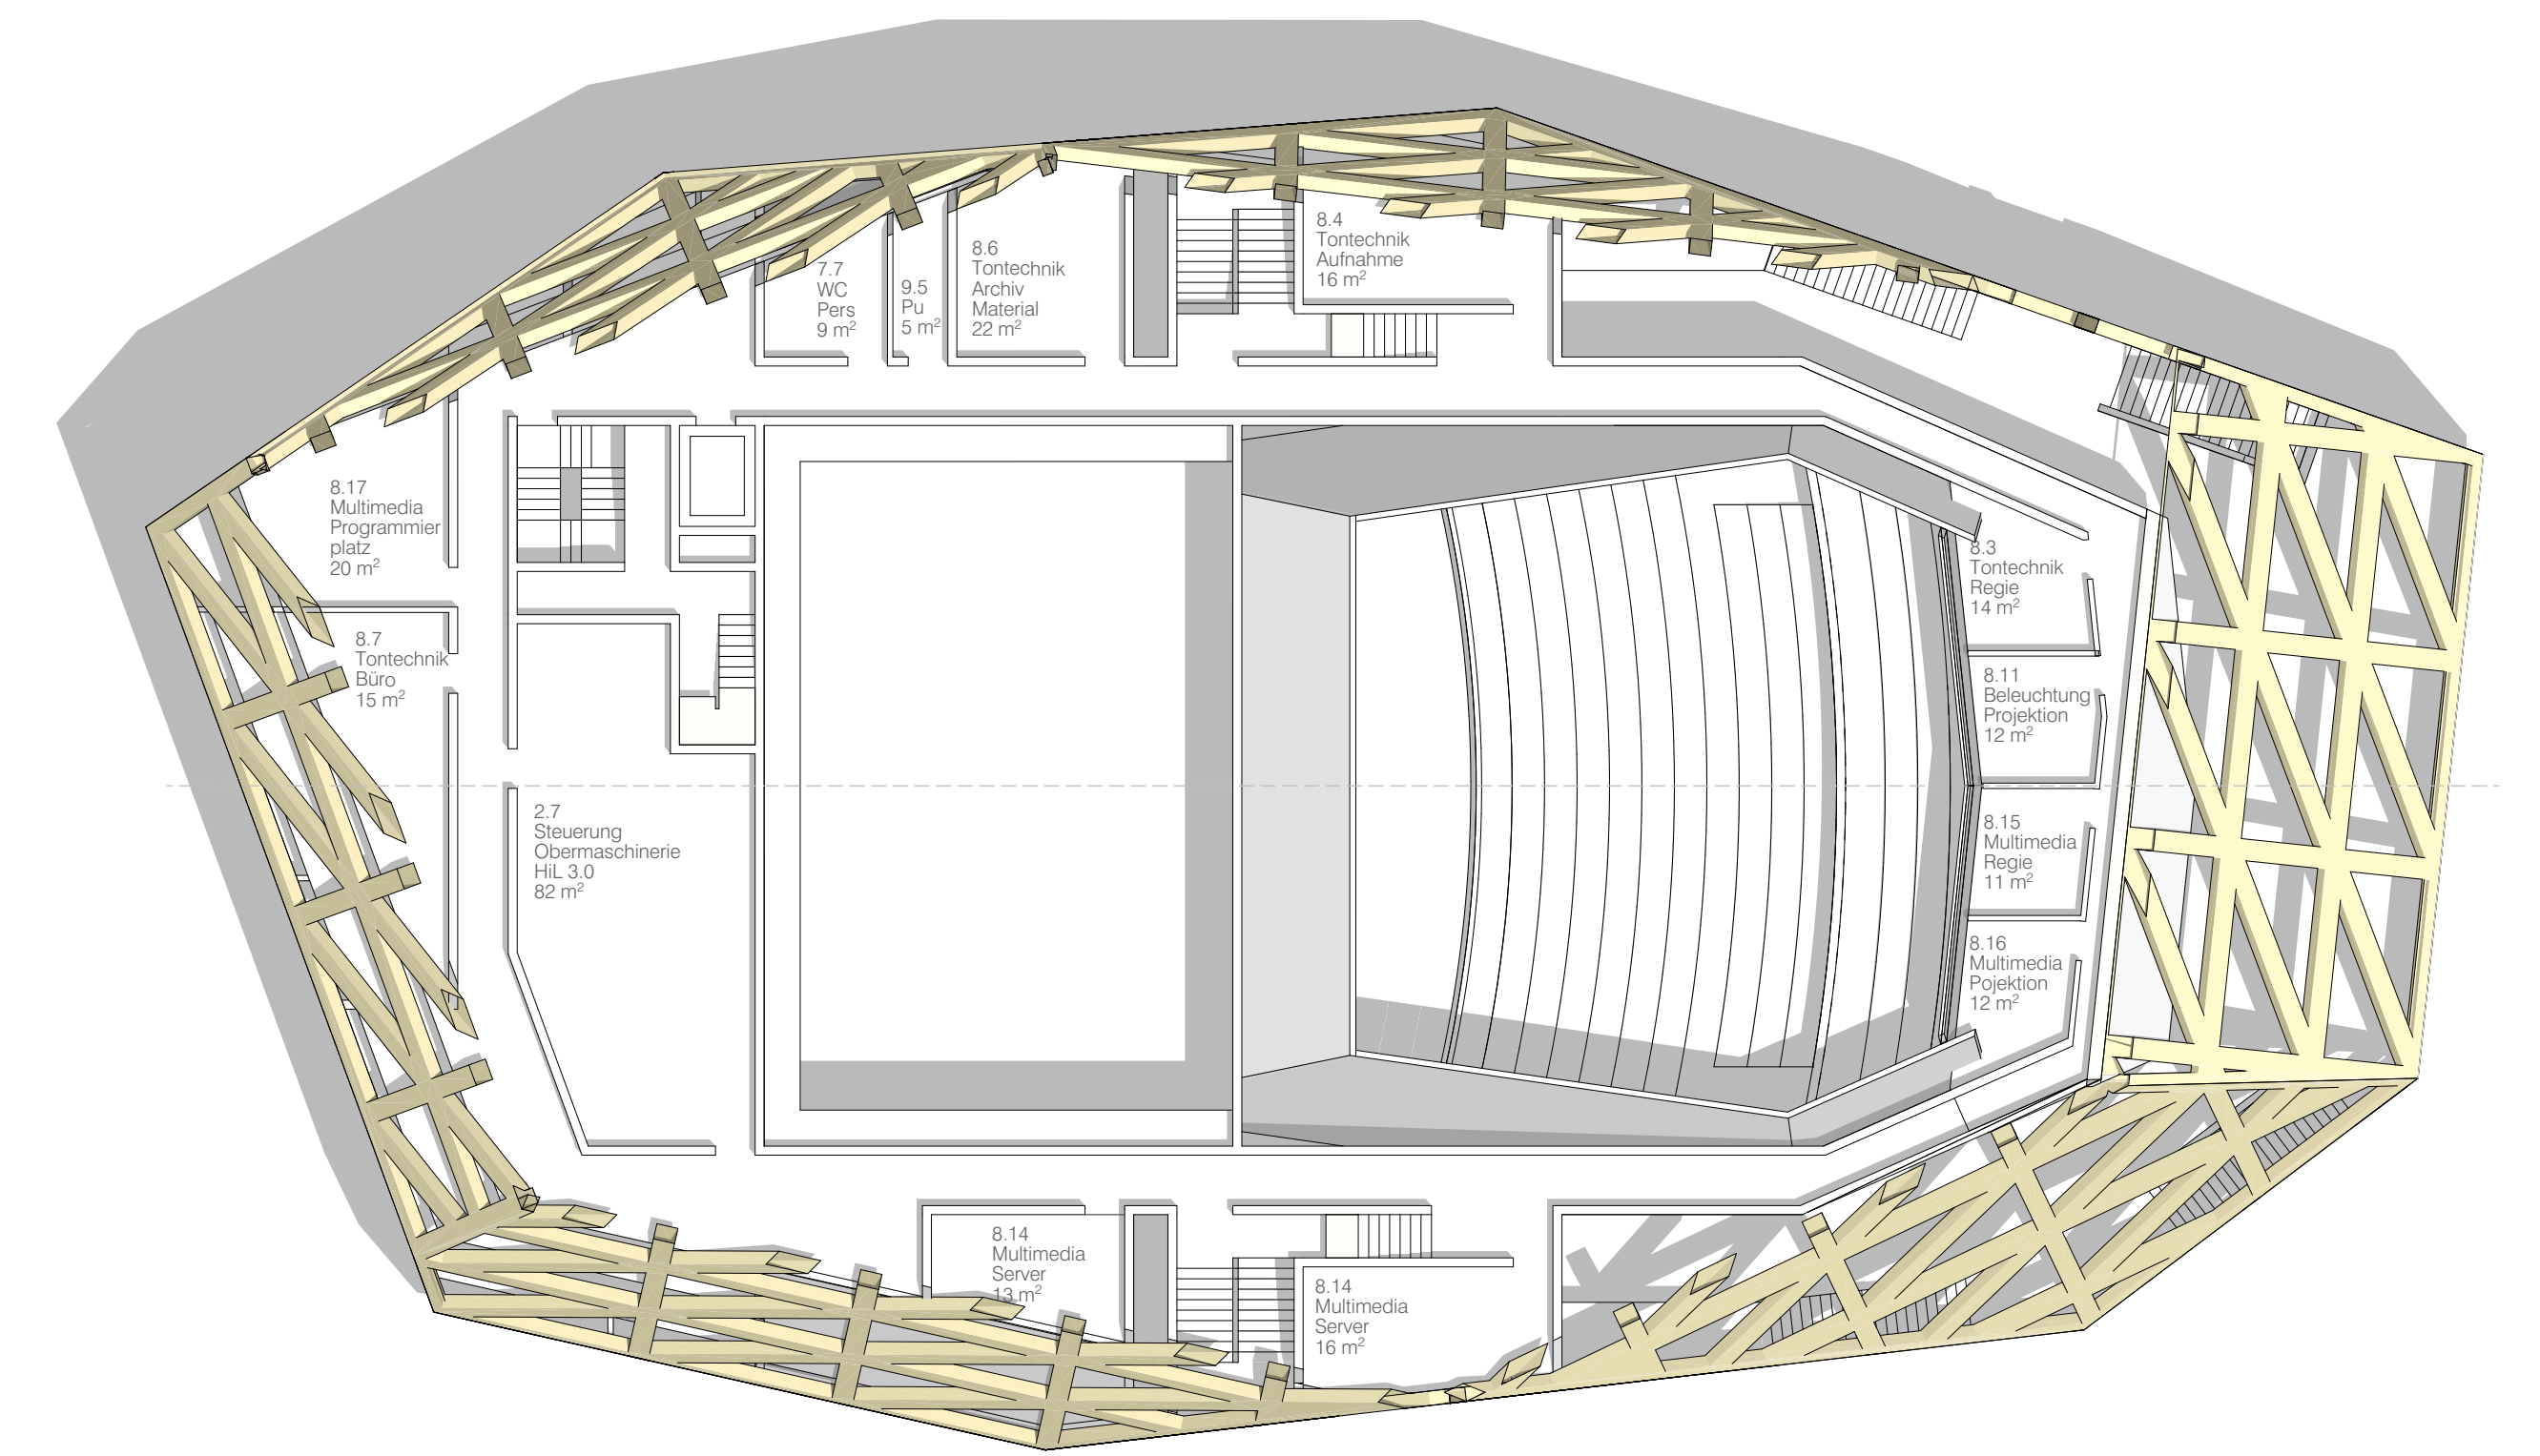 8.4
Tontechnik
Aufnahme
16 m²
8.6
Tontechnik
Archiv
Material
22 m²
7.7
WC
Pers
9 m²
9.5
Pu
5 m²
8.17
Multimedia
Programmier
platz
20 m²
8.3
Tontechnik
Regie
14 m²
8.7
Tontechnik
Büro
15 m²
8.11
Beleuchtung
Projektion
12 m²
2.7
Steuerung
Obermaschinerie
HiL 3.0
82 m²
8.15
Multimedia
Regie
11 m²
8.16
Multimedia
Pojektion
12 m²
8.14
Multimedia
Server
13 m²
8.14
Multimedia
Server
16 m²